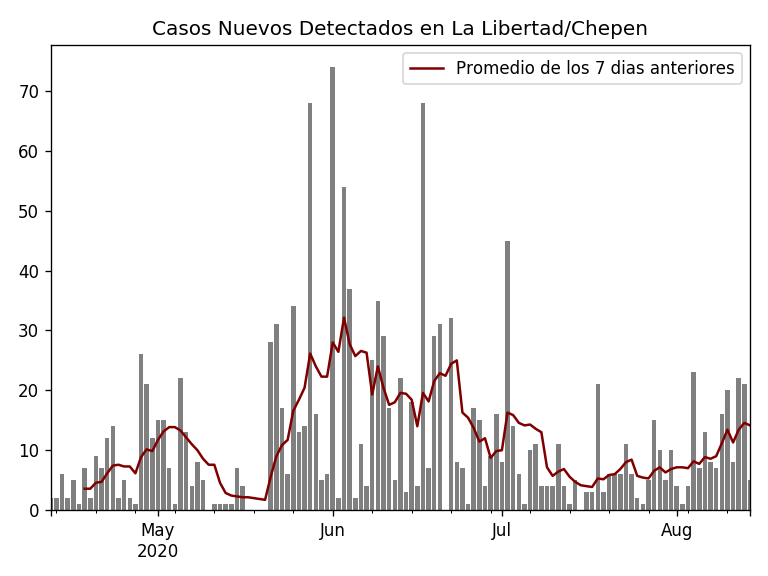 Casos Nuevos Detectados en La Libertad/Chepen
Promedio de los 7 dias anteriores
70
60
50
40
30
20
10
0
May
2020
Jun
Jul
Aug